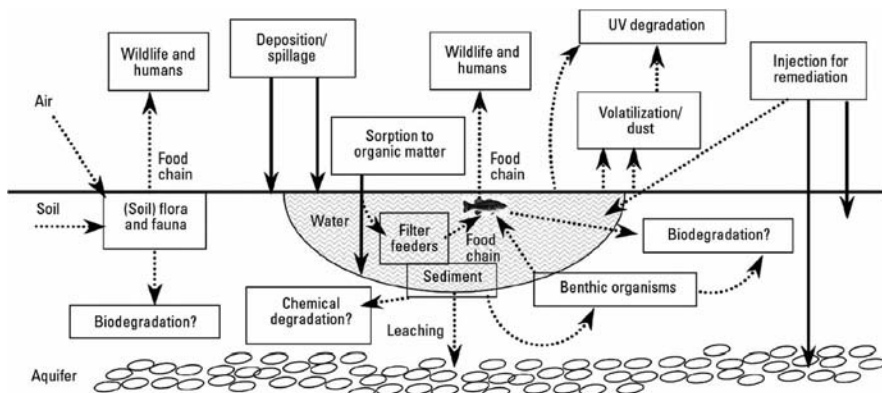 Wildlife and
humans
Deposition/
spillage
Wildlife and
humans
UV degradation
Injection for
remediation
Air
Food
chain
Sorption to
organic matter
Food
chain
Volatilization/
dust
Soil
(Soil) flora
and fauna
Water
Filter
feeders
Food
chain
Biodegradation?
Sediment
Benthic organisms
Biodegradation?
Chemical
degradation?
Leaching
Aquifer